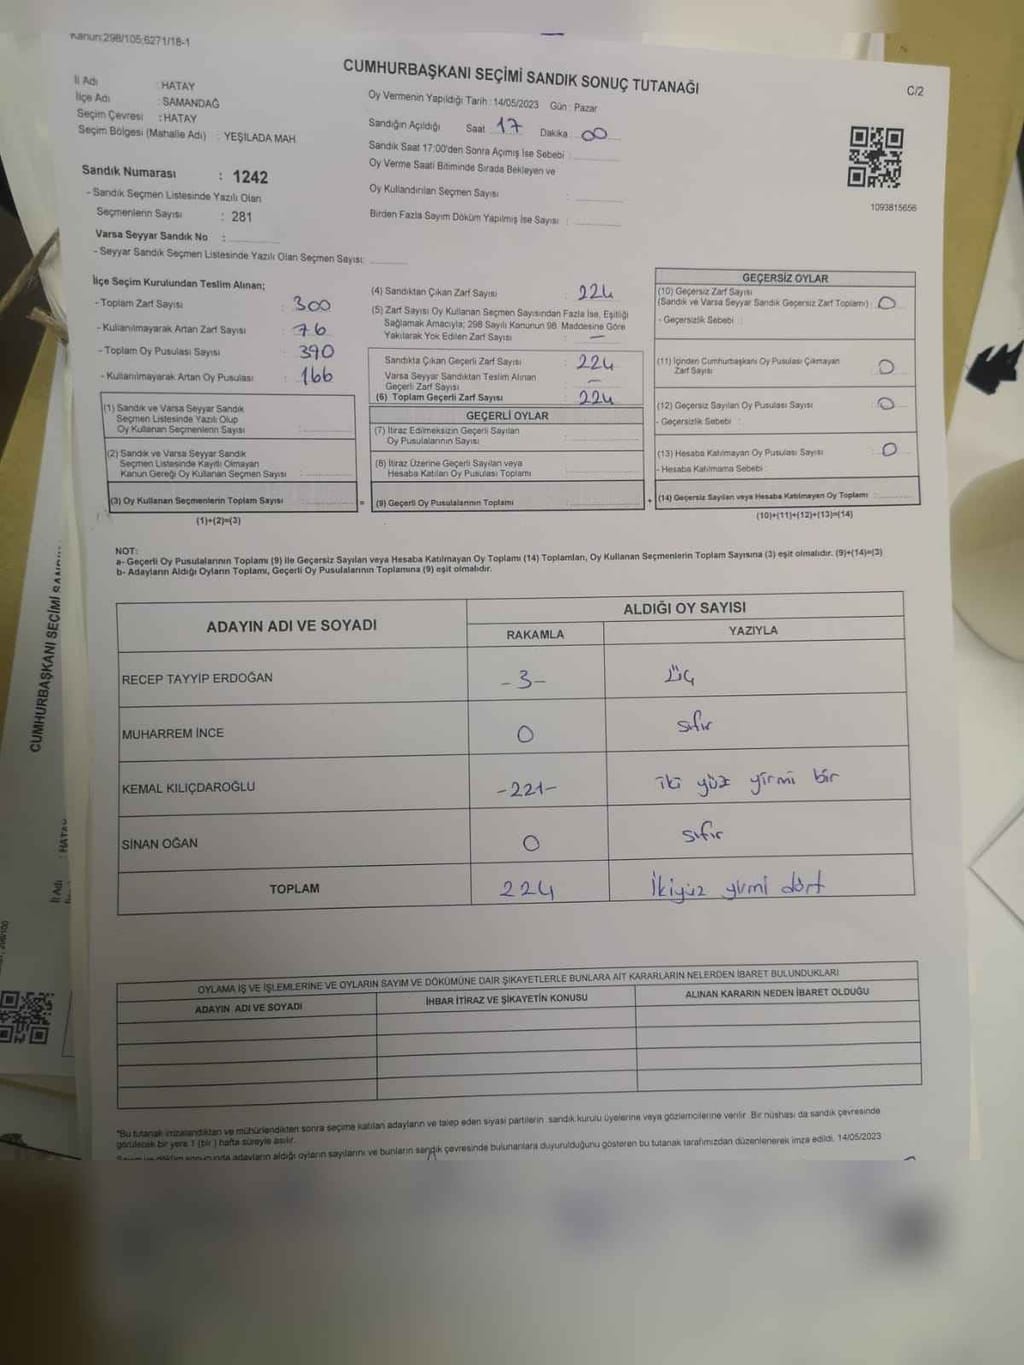 Kanun:298/105;6271/18-1
CUMHURBAŞKANI SEÇİMİ SANDIK SONUÇ TUTANAĞI
C/2
İl Adı : HATAY
İlçe Adı : SAMANDAĞ
Seçim Çevresi : HATAY
Seçim Bölgesi (Mahalle Adı) : YEŞİLADA MAH.
Oy Vermenin Yapıldığı Tarih : 14/05/2023 Gün : Pazar
Sandığın Açıldığı Saat 17 Dakika 00
Sandık Saat 17:00'den Sonra Açımış İse Sebebi :
Oy Verme Saati Bitiminde Sırada Bekleyen ve
Oy Kullandırılan Seçmen Sayısı :
Birden Fazla Sayım Döküm Yapılmış İse Sayısı :
1093815656
Sandık Numarası : 1242
- Sandık Seçmen Listesinde Yazılı Olan
Seçmenlerin Sayısı : 281
Varsa Seyyar Sandık No :
- Seyyar Sandık Seçmen Listesinde Yazılı Olan Seçmen Sayısı:
İlçe Seçim Kurulundan Teslim Alınan;
- Toplam Zarf Sayısı : 300
- Kullanılmayarak Artan Zarf Sayısı : 76
- Toplam Oy Pusulası Sayısı : 390
- Kullanılmayarak Artan Oy Pusulası : 166
(1) Sandık ve Varsa Seyyar Sandık
Seçmen Listesinde Yazılı Olup
Oy Kullanan Seçmenlerin Sayısı :
(2) Sandık ve Varsa Seyyar Sandık
Seçmen Listesinde Kayıtlı Olmayan
Kanun Gereği Oy Kullanan Seçmen Sayısı :
(3) Oy Kullanan Seçmenlerin Toplam Sayısı :
(1)+(2)=(3)
(4) Sandıktan Çıkan Zarf Sayısı : 224
(5) Zarf Sayısı Oy Kullanan Seçmen Sayısından Fazla İse, Eşitliği
Sağlamak Amacıyla; 298 Sayılı Kanunun 98. Maddesine Göre
Yakılarak Yok Edilen Zarf Sayısı : —
Sandıkta Çıkan Geçerli Zarf Sayısı : 224
Varsa Seyyar Sandıktan Teslim Alınan
Geçerli Zarf Sayısı : —
(6) Toplam Geçerli Zarf Sayısı : 224
GEÇERLİ OYLAR
(7) İtiraz Edilmeksizin Geçerli Sayılan
Oy Pusulalarının Sayısı :
(8) İtiraz Üzerine Geçerli Sayılan veya
Hesaba Katılan Oy Pusulası Toplamı :
= (9) Geçerli Oy Pusulalarının Toplamı :
GEÇERSİZ OYLAR
(10) Geçersiz Zarf Sayısı
(Sandık ve Varsa Seyyar Sandık Geçersiz Zarf Toplamı) : 0
- Geçersizlik Sebebi :
(11) İçinden Cumhurbaşkanı Oy Pusulası Çıkmayan
Zarf Sayısı : 0
(12) Geçersiz Sayılan Oy Pusulası Sayısı : 0
- Geçersizlik Sebebi :
(13) Hesaba Katılmayan Oy Pusulası Sayısı : 0
- Hesaba Katılmama Sebebi :
+ (14) Geçersiz Sayılan veya Hesaba Katılmayan Oy Toplamı :
(10)+(11)+(12)+(13)=(14)
NOT:
a- Geçerli Oy Pusulalarının Toplamı (9) ile Geçersiz Sayılan veya Hesaba Katılmayan Oy Toplamı (14) Toplamları, Oy Kullanan Seçmenlerin Toplam Sayısına (3) eşit olmalıdır. (9)+(14)=(3)
b- Adayların Aldığı Oyların Toplamı, Geçerli Oy Pusulalarının Toplamına (9) eşit olmalıdır.
ADAYIN ADI VE SOYADI
ALDIĞI OY SAYISI
RAKAMLA YAZIYLA
RECEP TAYYİP ERDOĞAN -3- üç
MUHARREM İNCE 0 sıfır
KEMAL KILIÇDAROĞLU -221- iki yüz yirmi bir
SİNAN OĞAN 0 sıfır
TOPLAM 224 İkiyüz yirmi dört
OYLAMA İŞ VE İŞLEMLERİNE VE OYLARIN SAYIM VE DÖKÜMÜNE DAİR ŞİKAYETLERLE BUNLARA AİT KARARLARIN NELERDEN İBARET BULUNDUKLARI
ADAYIN ADI VE SOYADI İHBAR İTİRAZ VE ŞİKAYETİN KONUSU ALINAN KARARIN NEDEN İBARET OLDUĞU
*Bu tutanak imzalandıktan ve mühürlendikten sonra seçime katılan adayların ve talep eden siyasi partilerin sandık kurulu üyelerine veya gözlemcilerine verilir. Bir nüshası da sandık çevresinde
görülecek bir yere 1 (bir ) hafta süreyle asılır.
adayların aldığı oyların sayılarını ve bunların sandık çevresinde bulunanlara duyurulduğunu gösteren bu tutanak tarafımızdan düzenlenerek imza edildi. 14/05/2023
CUMHURBAŞKANI SEÇİMİ
İl Adı : HATAY